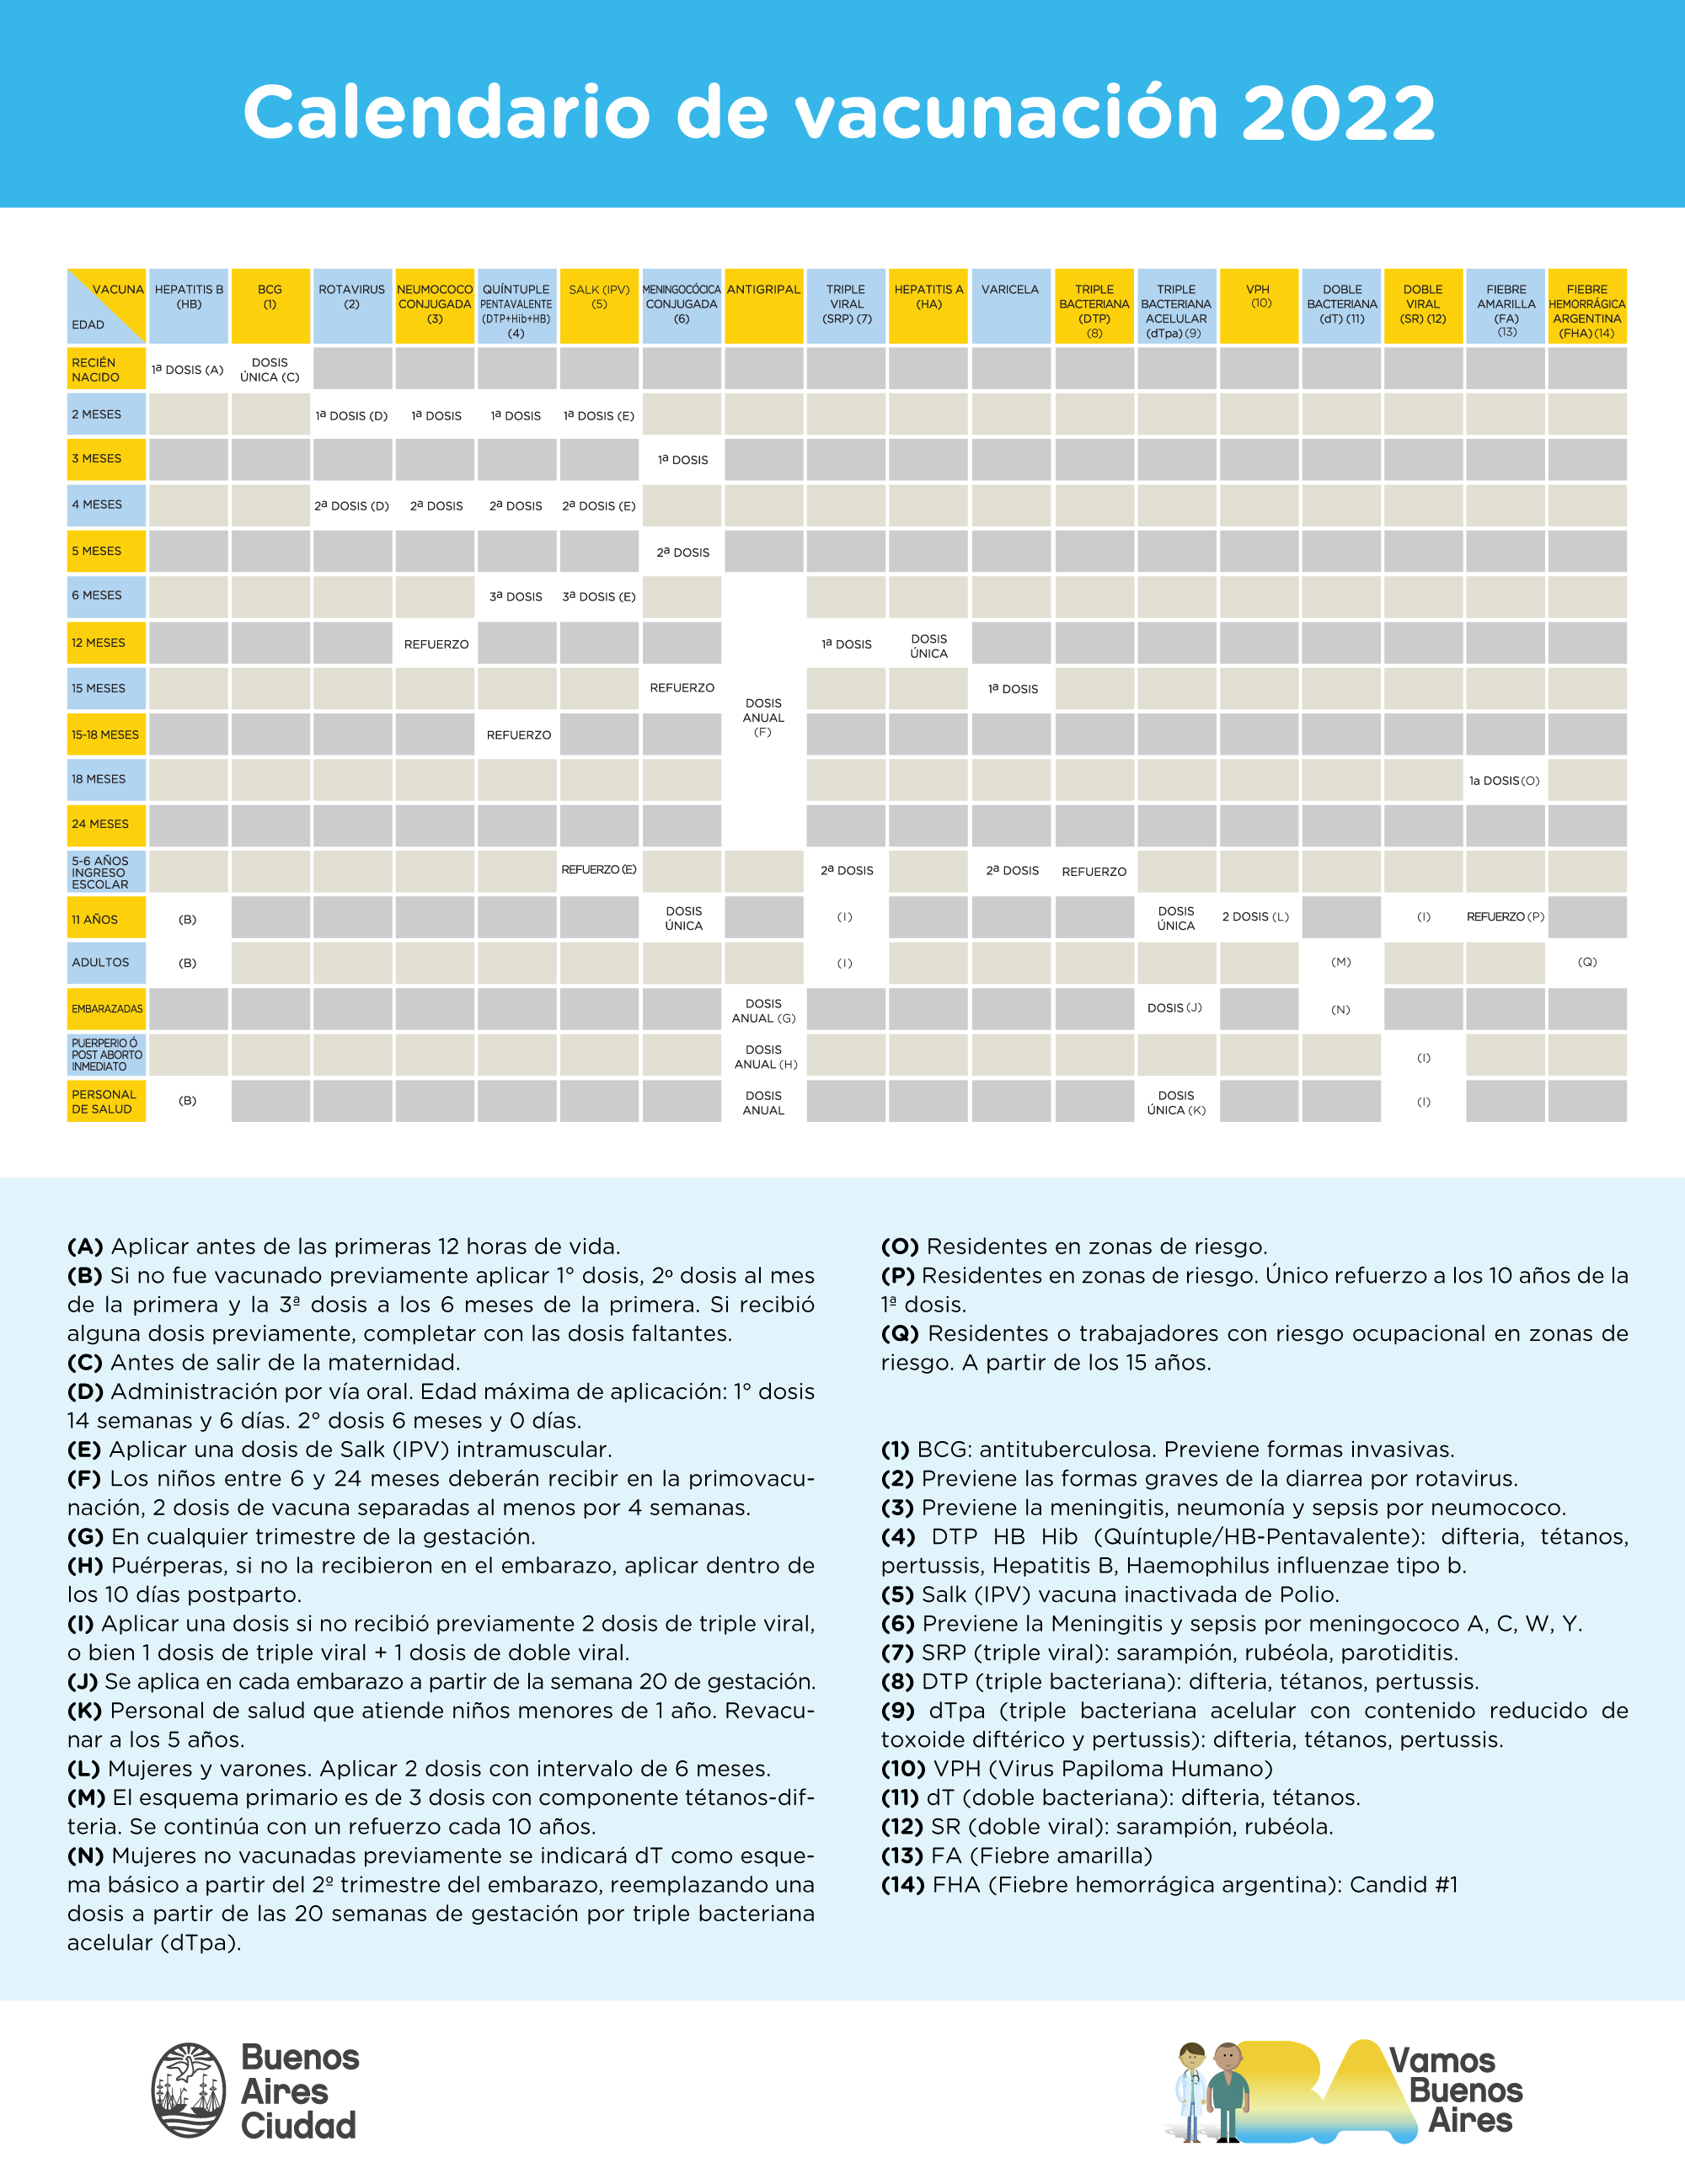 Calendario de vacunación 2022
VACUNA
EDAD
HEPATITIS B
(HB)
BCG
(1)
ROTAVIRUS
(2)
NEUMOCOCO
CONJUGADA
(3)
QUÍNTUPLE
PENTAVALENTE
(DTP+Hib+HB)
(4)
SALK (IPV)
(5)
MENINGOCÓCICA
CONJUGADA
(6)
ANTIGRIPAL
TRIPLE
VIRAL
(SRP) (7)
HEPATITIS A
(HA)
VARICELA
TRIPLE
BACTERIANA
(DTP)
(8)
TRIPLE
BACTERIANA
ACELULAR
(dTpa) (9)
VPH
(10)
DOBLE
BACTERIANA
(dT) (11)
DOBLE
VIRAL
(SR) (12)
FIEBRE
AMARILLA
(FA)
(13)
FIEBRE
HEMORRÁGICA
ARGENTINA
(FHA) (14)
RECIÉN
NACIDO
1ª DOSIS (A)
DOSIS
ÚNICA (C)
2 MESES
1ª DOSIS (D)
1ª DOSIS
1ª DOSIS
1ª DOSIS (E)
3 MESES
1ª DOSIS
4 MESES
2ª DOSIS (D)
2ª DOSIS
2ª DOSIS
2ª DOSIS (E)
5 MESES
2ª DOSIS
6 MESES
3ª DOSIS
3ª DOSIS (E)
12 MESES
REFUERZO
1ª DOSIS
DOSIS
ÚNICA
15 MESES
REFUERZO
DOSIS
ANUAL
(F)
1ª DOSIS
15-18 MESES
REFUERZO
18 MESES
1a DOSIS (O)
24 MESES
5-6 AÑOS
INGRESO
ESCOLAR
REFUERZO (E)
2ª DOSIS
2ª DOSIS
REFUERZO
11 AÑOS
(B)
DOSIS
ÚNICA
(I)
DOSIS
ÚNICA
2 DOSIS (L)
(I)
REFUERZO (P)
ADULTOS
(B)
(I)
(M)
(Q)
EMBARAZADAS
DOSIS
ANUAL (G)
DOSIS (J)
(N)
PUERPERIO Ó
POST ABORTO
INMEDIATO
DOSIS
ANUAL (H)
(I)
PERSONAL
DE SALUD
(B)
DOSIS
ANUAL
DOSIS
ÚNICA (K)
(I)
(A) Aplicar antes de las primeras 12 horas de vida.
(B) Si no fue vacunado previamente aplicar 1° dosis, 2º dosis al mes
de la primera y la 3ª dosis a los 6 meses de la primera. Si recibió
alguna dosis previamente, completar con las dosis faltantes.
(C) Antes de salir de la maternidad.
(D) Administración por vía oral. Edad máxima de aplicación: 1° dosis
14 semanas y 6 días. 2° dosis 6 meses y 0 días.
(E) Aplicar una dosis de Salk (IPV) intramuscular.
(F) Los niños entre 6 y 24 meses deberán recibir en la primovacu-
nación, 2 dosis de vacuna separadas al menos por 4 semanas.
(G) En cualquier trimestre de la gestación.
(H) Puérperas, si no la recibieron en el embarazo, aplicar dentro de
los 10 días postparto.
(I) Aplicar una dosis si no recibió previamente 2 dosis de triple viral,
o bien 1 dosis de triple viral + 1 dosis de doble viral.
(J) Se aplica en cada embarazo a partir de la semana 20 de gestación.
(K) Personal de salud que atiende niños menores de 1 año. Revacu-
nar a los 5 años.
(L) Mujeres y varones. Aplicar 2 dosis con intervalo de 6 meses.
(M) El esquema primario es de 3 dosis con componente tétanos-dif-
teria. Se continúa con un refuerzo cada 10 años.
(N) Mujeres no vacunadas previamente se indicará dT como esque-
ma básico a partir del 2º trimestre del embarazo, reemplazando una
dosis a partir de las 20 semanas de gestación por triple bacteriana
acelular (dTpa).
(O) Residentes en zonas de riesgo.
(P) Residentes en zonas de riesgo. Único refuerzo a los 10 años de la
1ª dosis.
(Q) Residentes o trabajadores con riesgo ocupacional en zonas de
riesgo. A partir de los 15 años.
(1) BCG: antituberculosa. Previene formas invasivas.
(2) Previene las formas graves de la diarrea por rotavirus.
(3) Previene la meningitis, neumonía y sepsis por neumococo.
(4) DTP HB Hib (Quíntuple/HB-Pentavalente): difteria, tétanos,
pertussis, Hepatitis B, Haemophilus influenzae tipo b.
(5) Salk (IPV) vacuna inactivada de Polio.
(6) Previene la Meningitis y sepsis por meningococo A, C, W, Y.
(7) SRP (triple viral): sarampión, rubéola, parotiditis.
(8) DTP (triple bacteriana): difteria, tétanos, pertussis.
(9) dTpa (triple bacteriana acelular con contenido reducido de
toxoide diftérico y pertussis): difteria, tétanos, pertussis.
(10) VPH (Virus Papiloma Humano)
(11) dT (doble bacteriana): difteria, tétanos.
(12) SR (doble viral): sarampión, rubéola.
(13) FA (Fiebre amarilla)
(14) FHA (Fiebre hemorrágica argentina): Candid #1
Buenos
Aires
Ciudad
BA
Vamos
Buenos
Aires